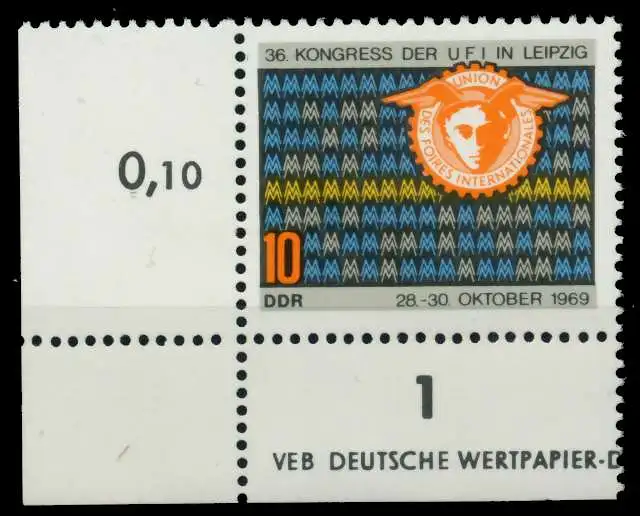 36. KONGRESS DER UFI IN LEIPZIG
UNION
DES FOIRES INTERNATIONALES
0,10
10
DDR
28.-30. OKTOBER 1969
1
VEB DEUTSCHE WERTPAPIER-D